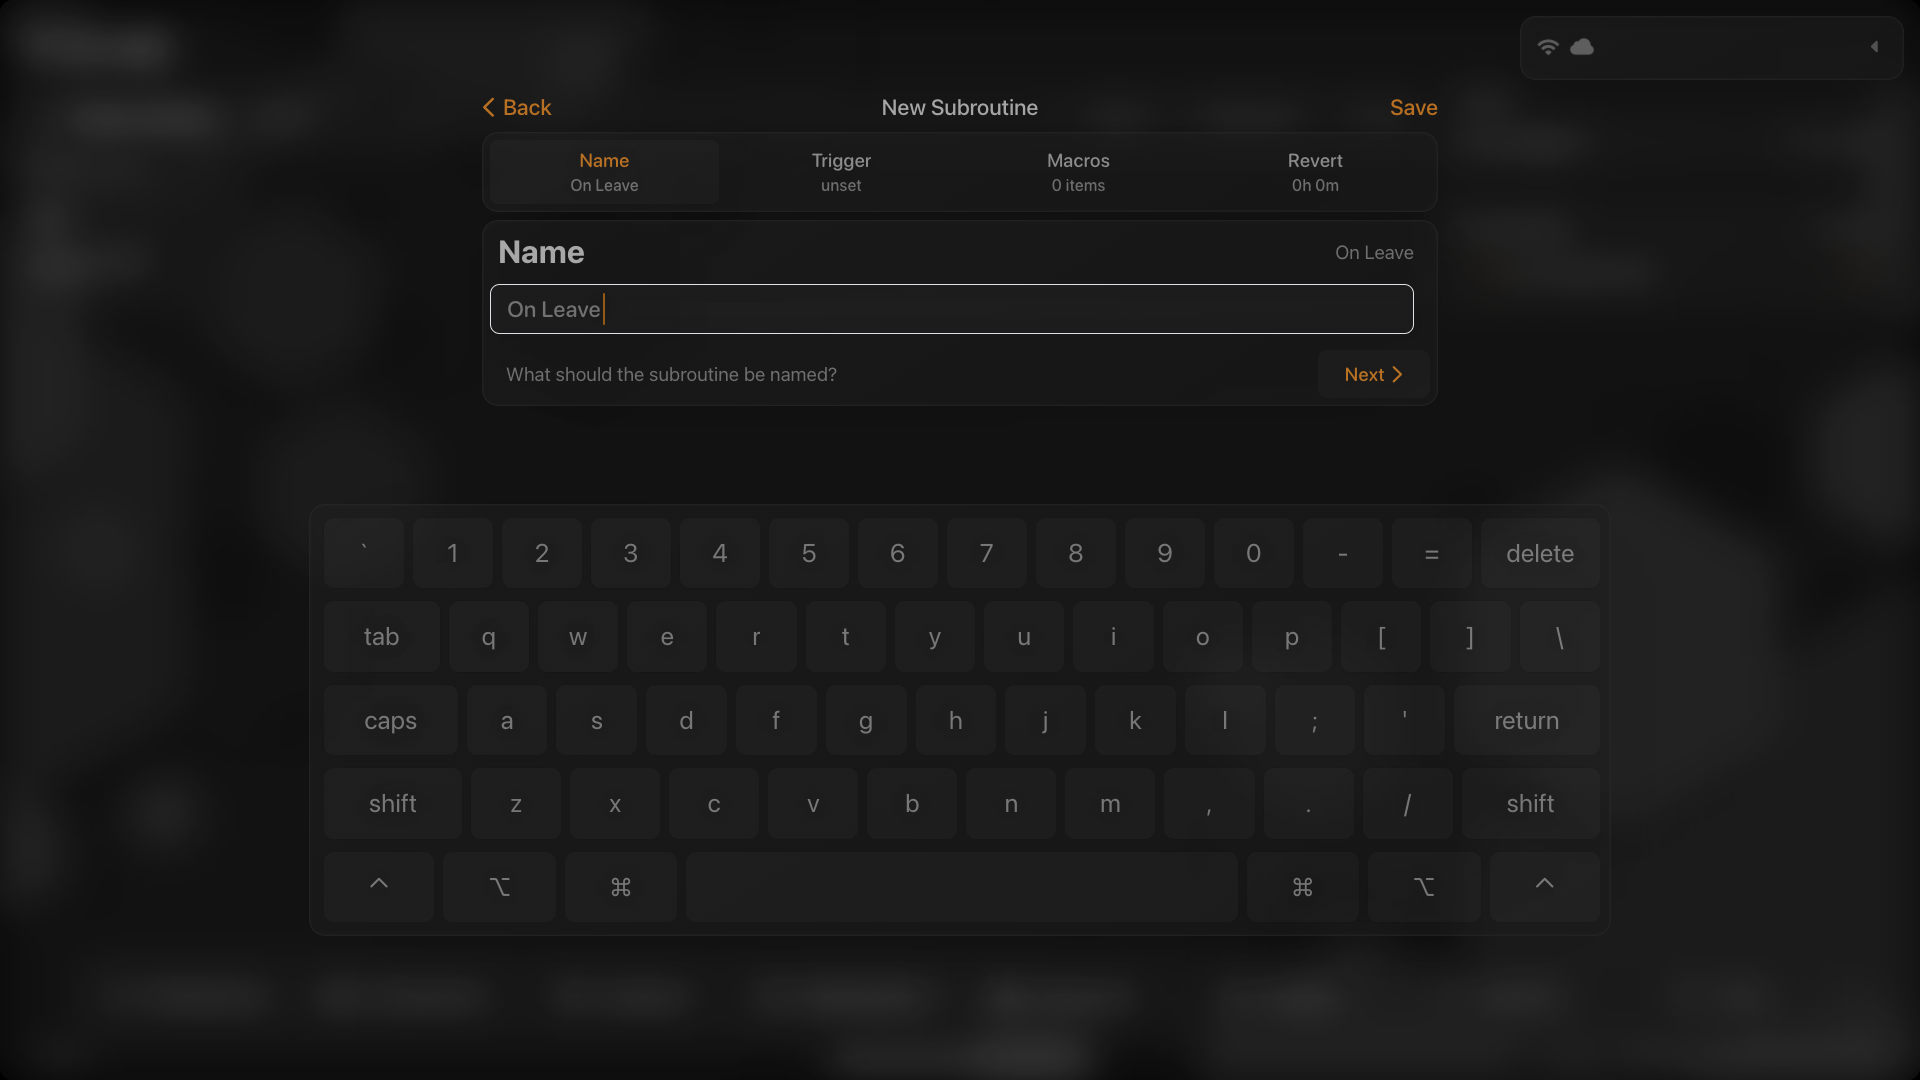 Back
New Subroutine
Save
Name
On Leave
Trigger
unset
Macros
0 items
Revert
0h 0m
Name
On Leave
On Leave
What should the subroutine be named?
Next
` 1 2 3 4 5 6 7 8 9 0 - = delete
tab q w e r t y u i o p [ ] \
caps a s d f g h j k l ; ' return
shift z x c v b n m , . / shift
^ ⌥ ⌘ ⌘ ⌥ ^